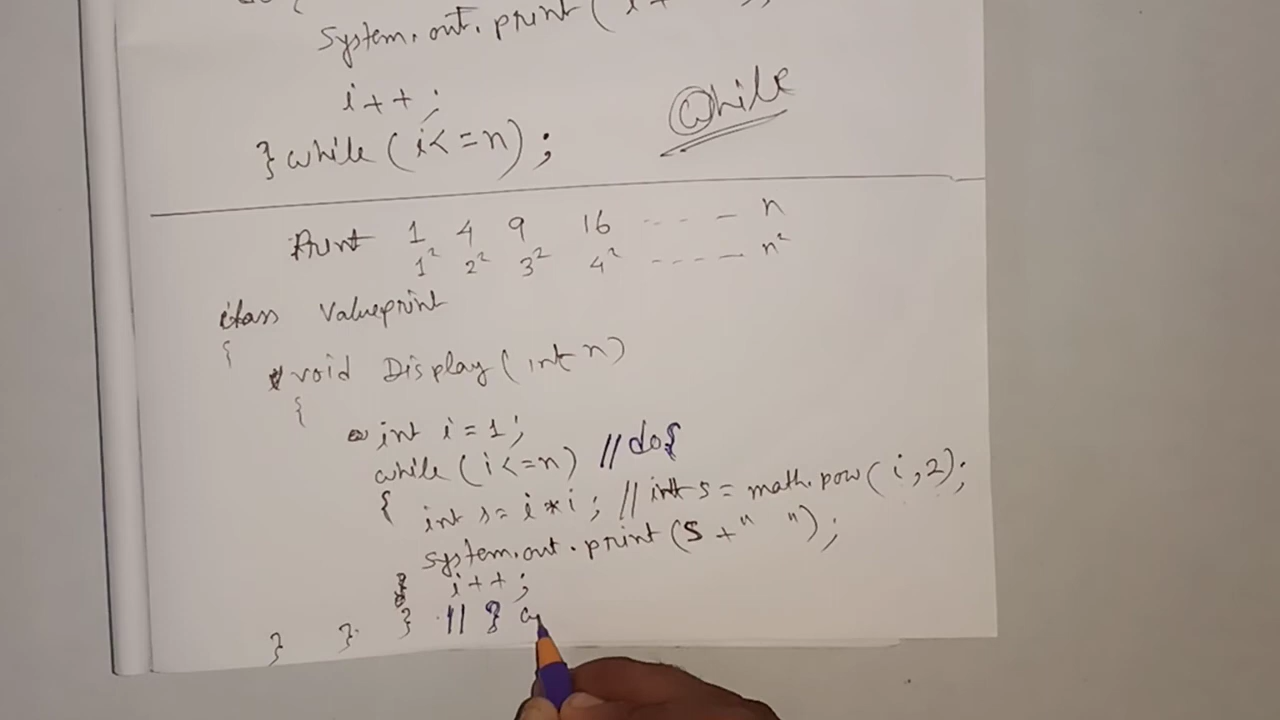 System.out.print(i+
i++;
}while(i<=n);
While
Print 1 4 9 16 ---- n
1² 2² 3² 4² ---- n²
class Valueprint
{
void Display(int n)
{
int i=1;
while(i<=n) //do{
{ int s=i*i; //int s=math.pow(i,2);
system.out.print(s+" ");
i++;
} } } // }